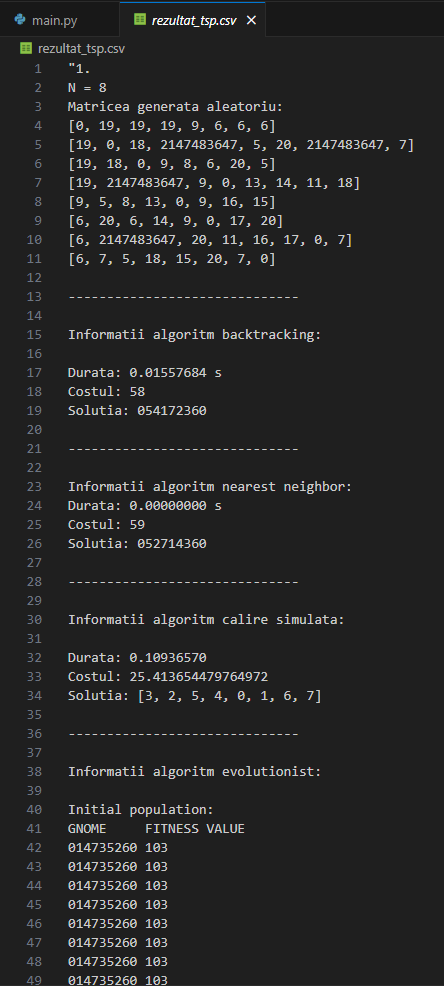 main.py
rezultat_tsp.csv
rezultat_tsp.csv
1 "1.
2 N = 8
3 Matricea generata aleatoriu:
4 [0, 19, 19, 19, 9, 6, 6, 6]
5 [19, 0, 18, 2147483647, 5, 20, 2147483647, 7]
6 [19, 18, 0, 9, 8, 6, 20, 5]
7 [19, 2147483647, 9, 0, 13, 14, 11, 18]
8 [9, 5, 8, 13, 0, 9, 16, 15]
9 [6, 20, 6, 14, 9, 0, 17, 20]
10 [6, 2147483647, 20, 11, 16, 17, 0, 7]
11 [6, 7, 5, 18, 15, 20, 7, 0]
12
13 ------------------------------
14
15 Informatii algoritm backtracking:
16
17 Durata: 0.01557684 s
18 Costul: 58
19 Solutia: 054172360
20
21 ------------------------------
22
23 Informatii algoritm nearest neighbor:
24 Durata: 0.00000000 s
25 Costul: 59
26 Solutia: 052714360
27
28 ------------------------------
29
30 Informatii algoritm calire simulata:
31
32 Durata: 0.10936570
33 Costul: 25.413654479764972
34 Solutia: [3, 2, 5, 4, 0, 1, 6, 7]
35
36 ------------------------------
37
38 Informatii algoritm evolutionist:
39
40 Initial population:
41 GNOME     FITNESS VALUE
42 014735260 103
43 014735260 103
44 014735260 103
45 014735260 103
46 014735260 103
47 014735260 103
48 014735260 103
49 014735260 103